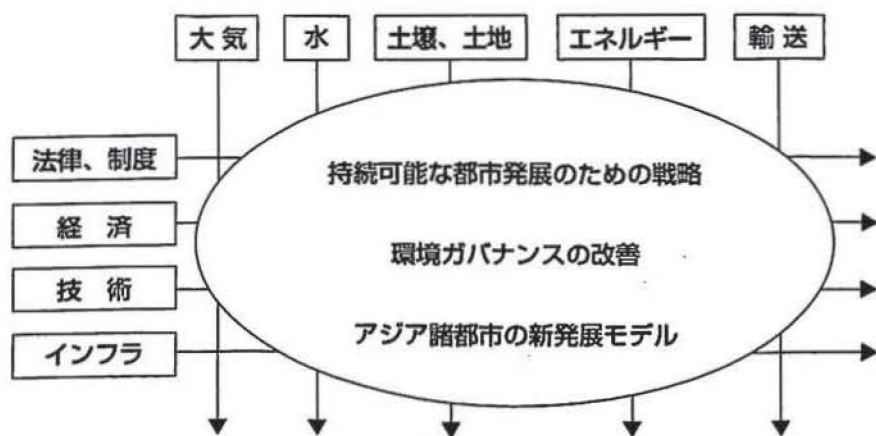 大気 水 土壌、土地 エネルギー 輸送
法律、制度
持続可能な都市発展のための戦略
経済
環境ガバナンスの改善
技術
アジア諸都市の新発展モデル
インフラ